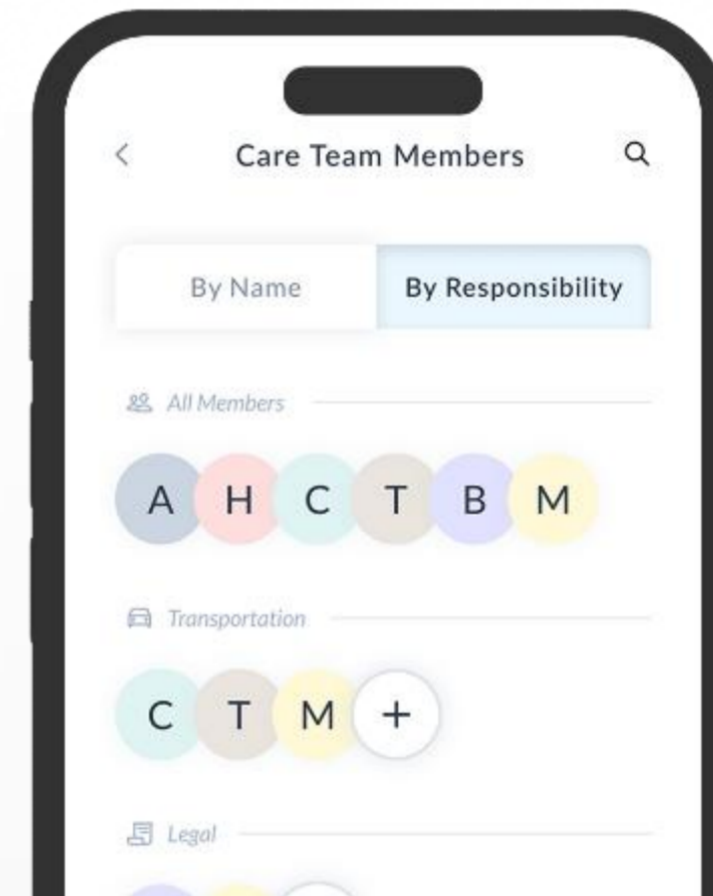 Care Team Members
By Name By Responsibility
All Members
A H C T B M
Transportation
C T M +
Legal